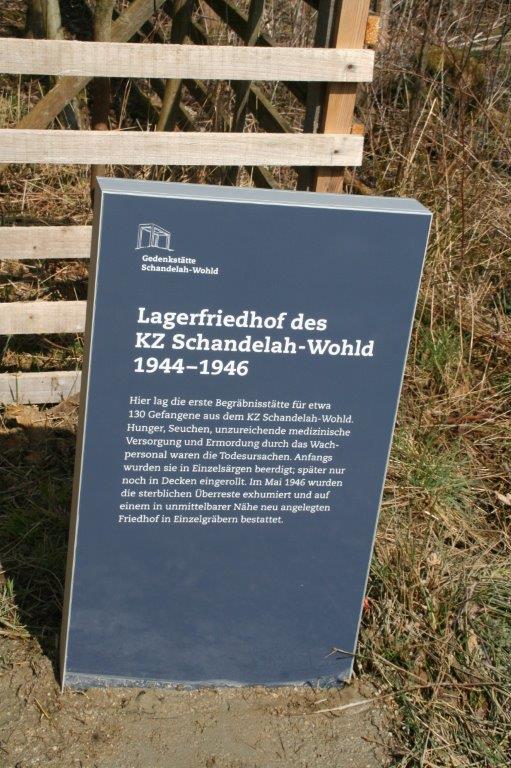 Gedenkstätte
Schandelah-Wohld
Lagerfriedhof des
KZ Schandelah-Wohld
1944–1946
Hier lag die erste Begräbnisstätte für etwa
130 Gefangene aus dem KZ Schandelah-Wohld.
Hunger, Seuchen, unzureichende medizinische
Versorgung und Ermordung durch das Wach-
personal waren die Todesursachen. Anfangs
wurden sie in Einzelsärgen beerdigt; später nur
noch in Decken eingerollt. Im Mai 1946 wurden
die sterblichen Überreste exhumiert und auf
einem in unmittelbarer Nähe neu angelegten
Friedhof in Einzelgräbern bestattet.